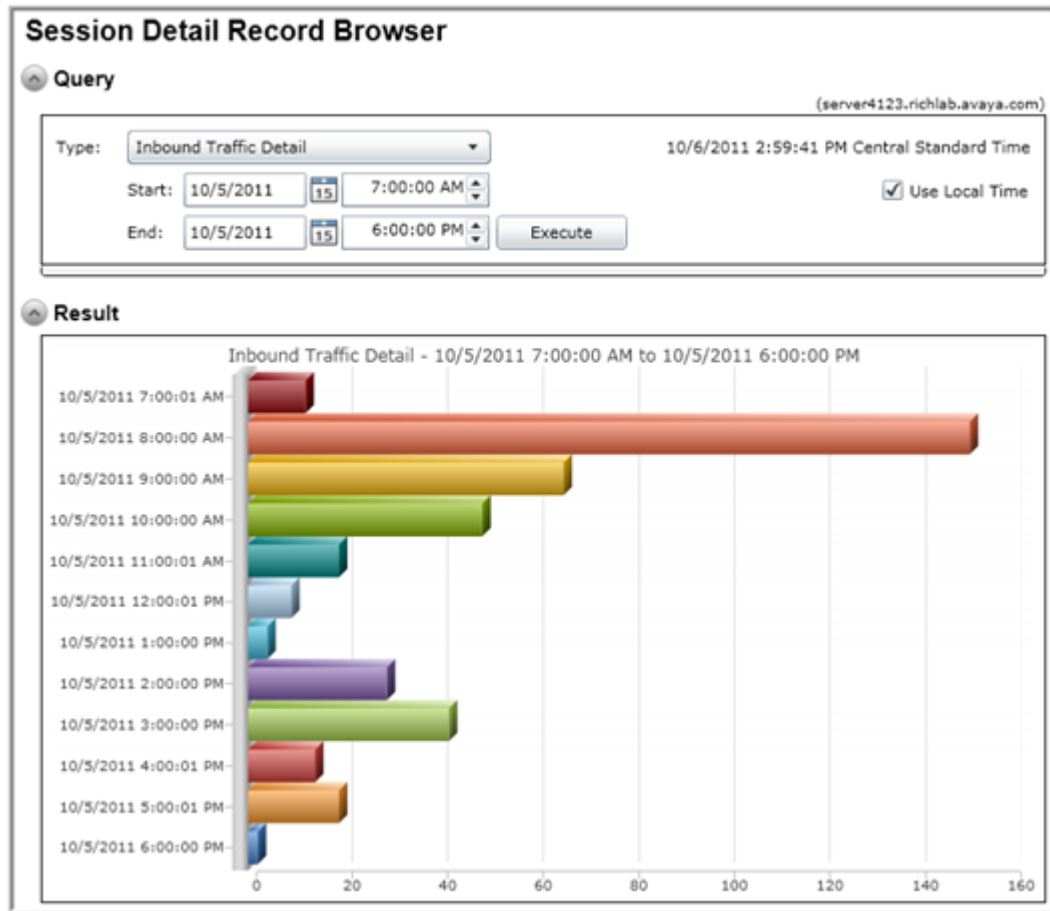 Session Detail Record Browser
Query
(server4123.richlab.avaya.com)
Type: Inbound Traffic Detail 10/6/2011 2:59:41 PM Central Standard Time
Start: 10/5/2011 15 7:00:00 AM Use Local Time
End: 10/5/2011 15 6:00:00 PM Execute
Result
Inbound Traffic Detail - 10/5/2011 7:00:00 AM to 10/5/2011 6:00:00 PM
10/5/2011 7:00:01 AM
10/5/2011 8:00:00 AM
10/5/2011 9:00:00 AM
10/5/2011 10:00:00 AM
10/5/2011 11:00:01 AM
10/5/2011 12:00:01 PM
10/5/2011 1:00:00 PM
10/5/2011 2:00:00 PM
10/5/2011 3:00:00 PM
10/5/2011 4:00:01 PM
10/5/2011 5:00:01 PM
10/5/2011 6:00:00 PM
0 20 40 60 80 100 120 140 160